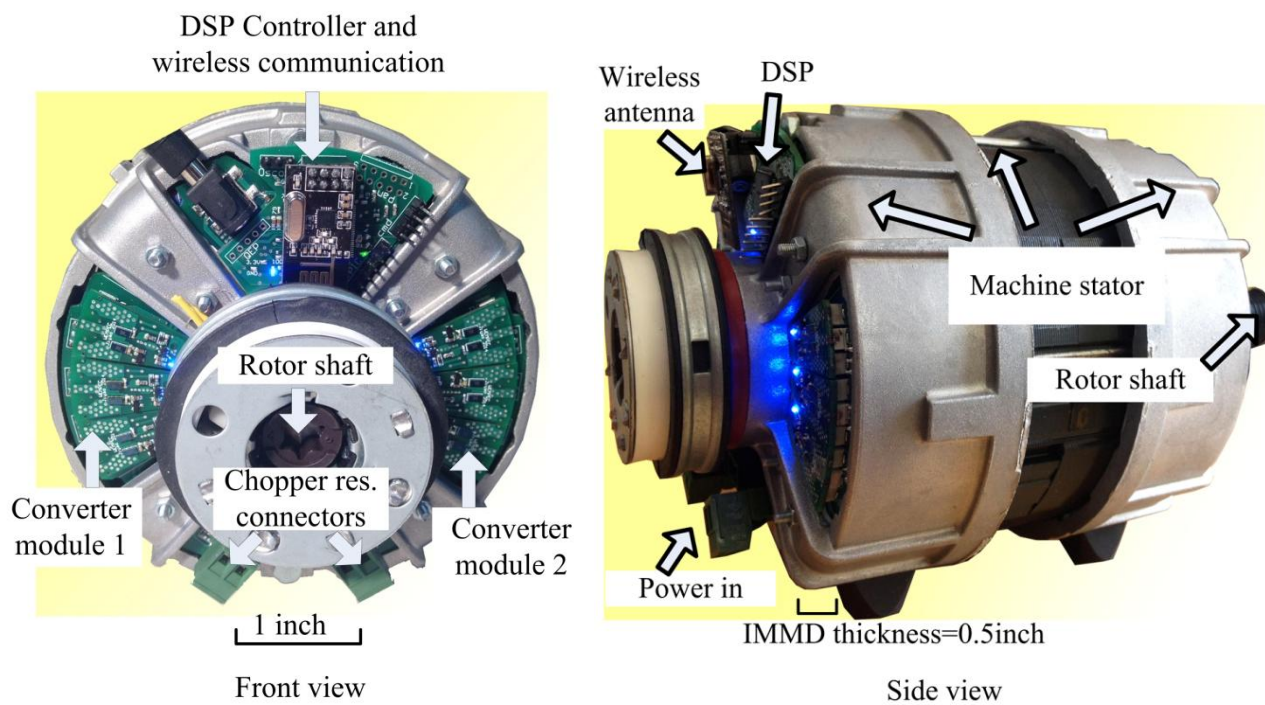 DSP Controller and
wireless communication
Rotor shaft
Chopper res.
connectors
Converter
module 1
Converter
module 2
1 inch
Front view
Wireless
antenna
DSP
Machine stator
Rotor shaft
Power in
IMMD thickness=0.5inch
Side view